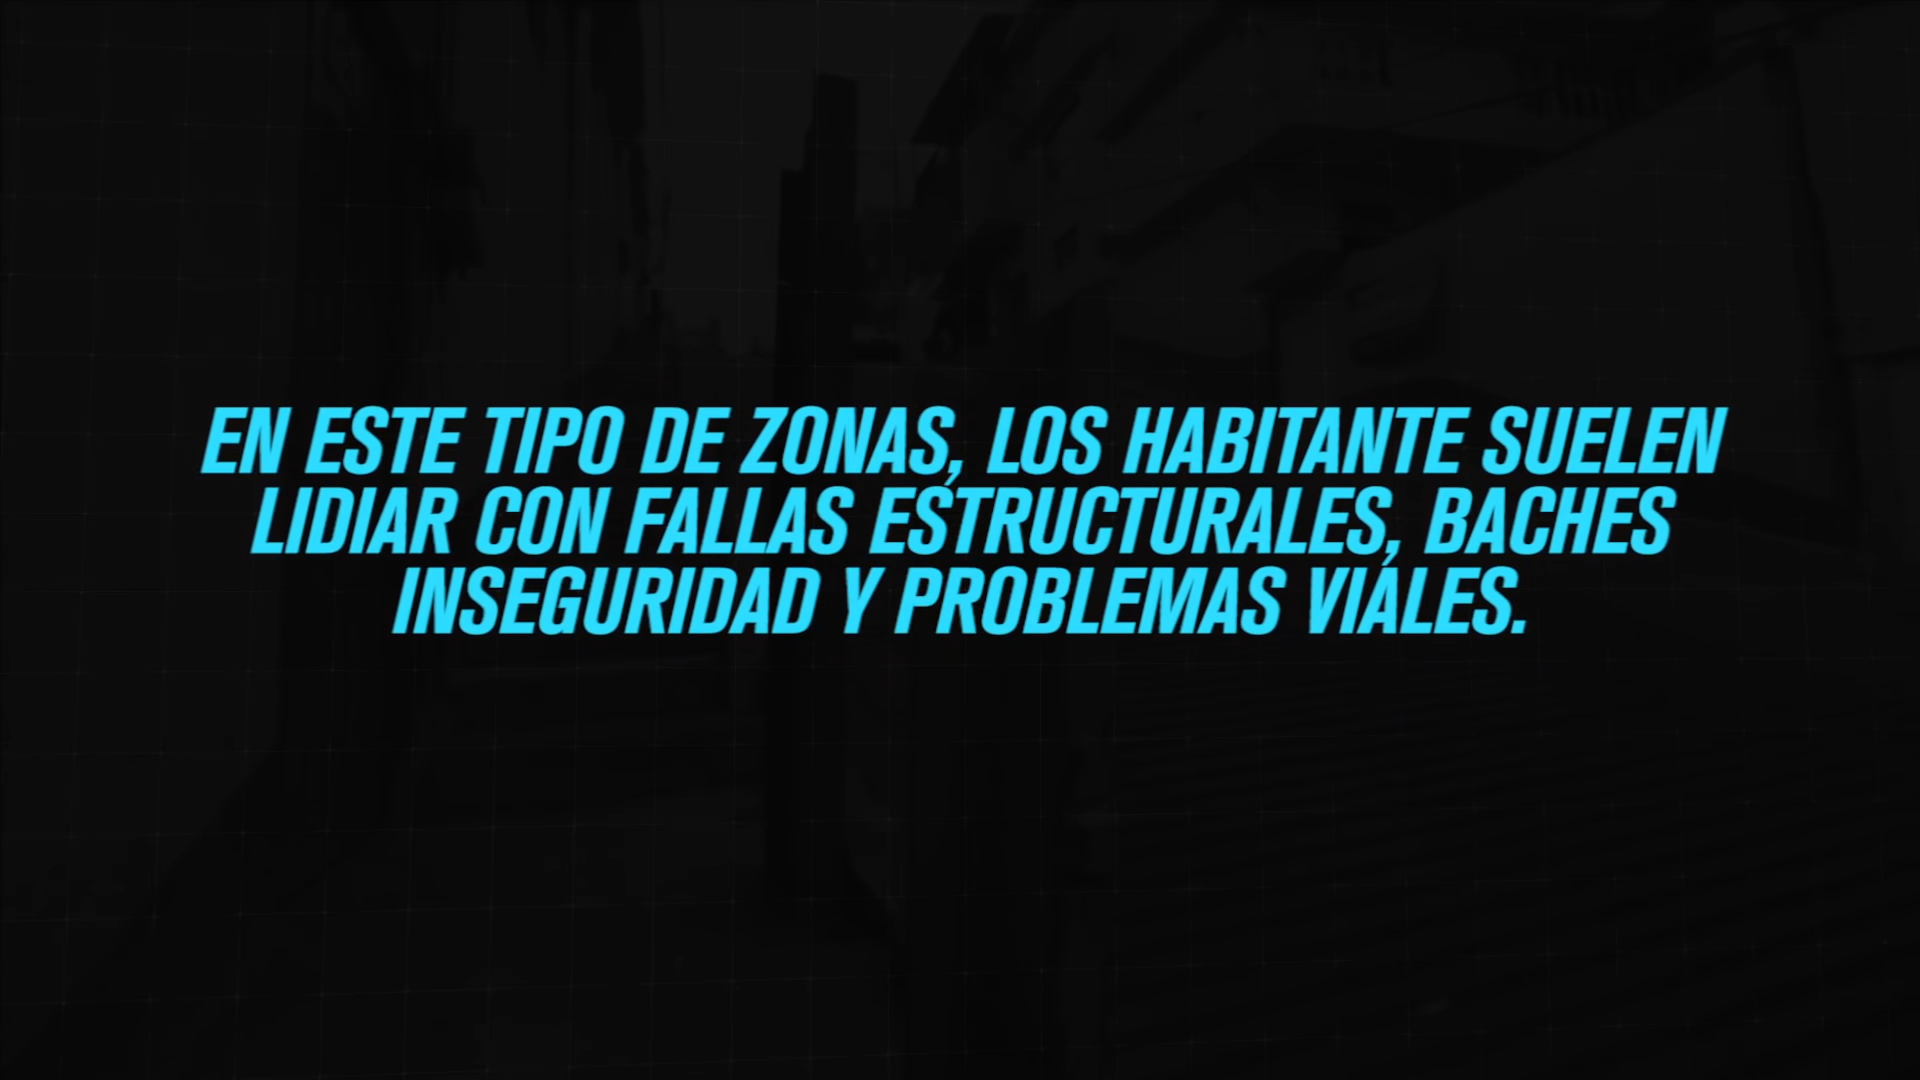 EN ESTE TIPO DE ZONAS, LOS HABITANTE SUELEN
LIDIAR CON FALLAS ESTRUCTURALES, BACHES
INSEGURIDAD Y PROBLEMAS VIALES.